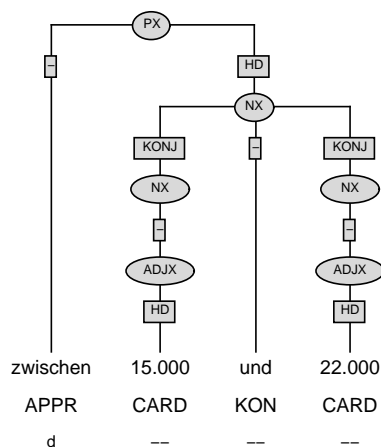 PX
– HD
NX
KONJ – KONJ
NX NX
– –
ADJX ADJX
HD HD
zwischen 15.000 und 22.000
APPR CARD KON CARD
d −− −− −−